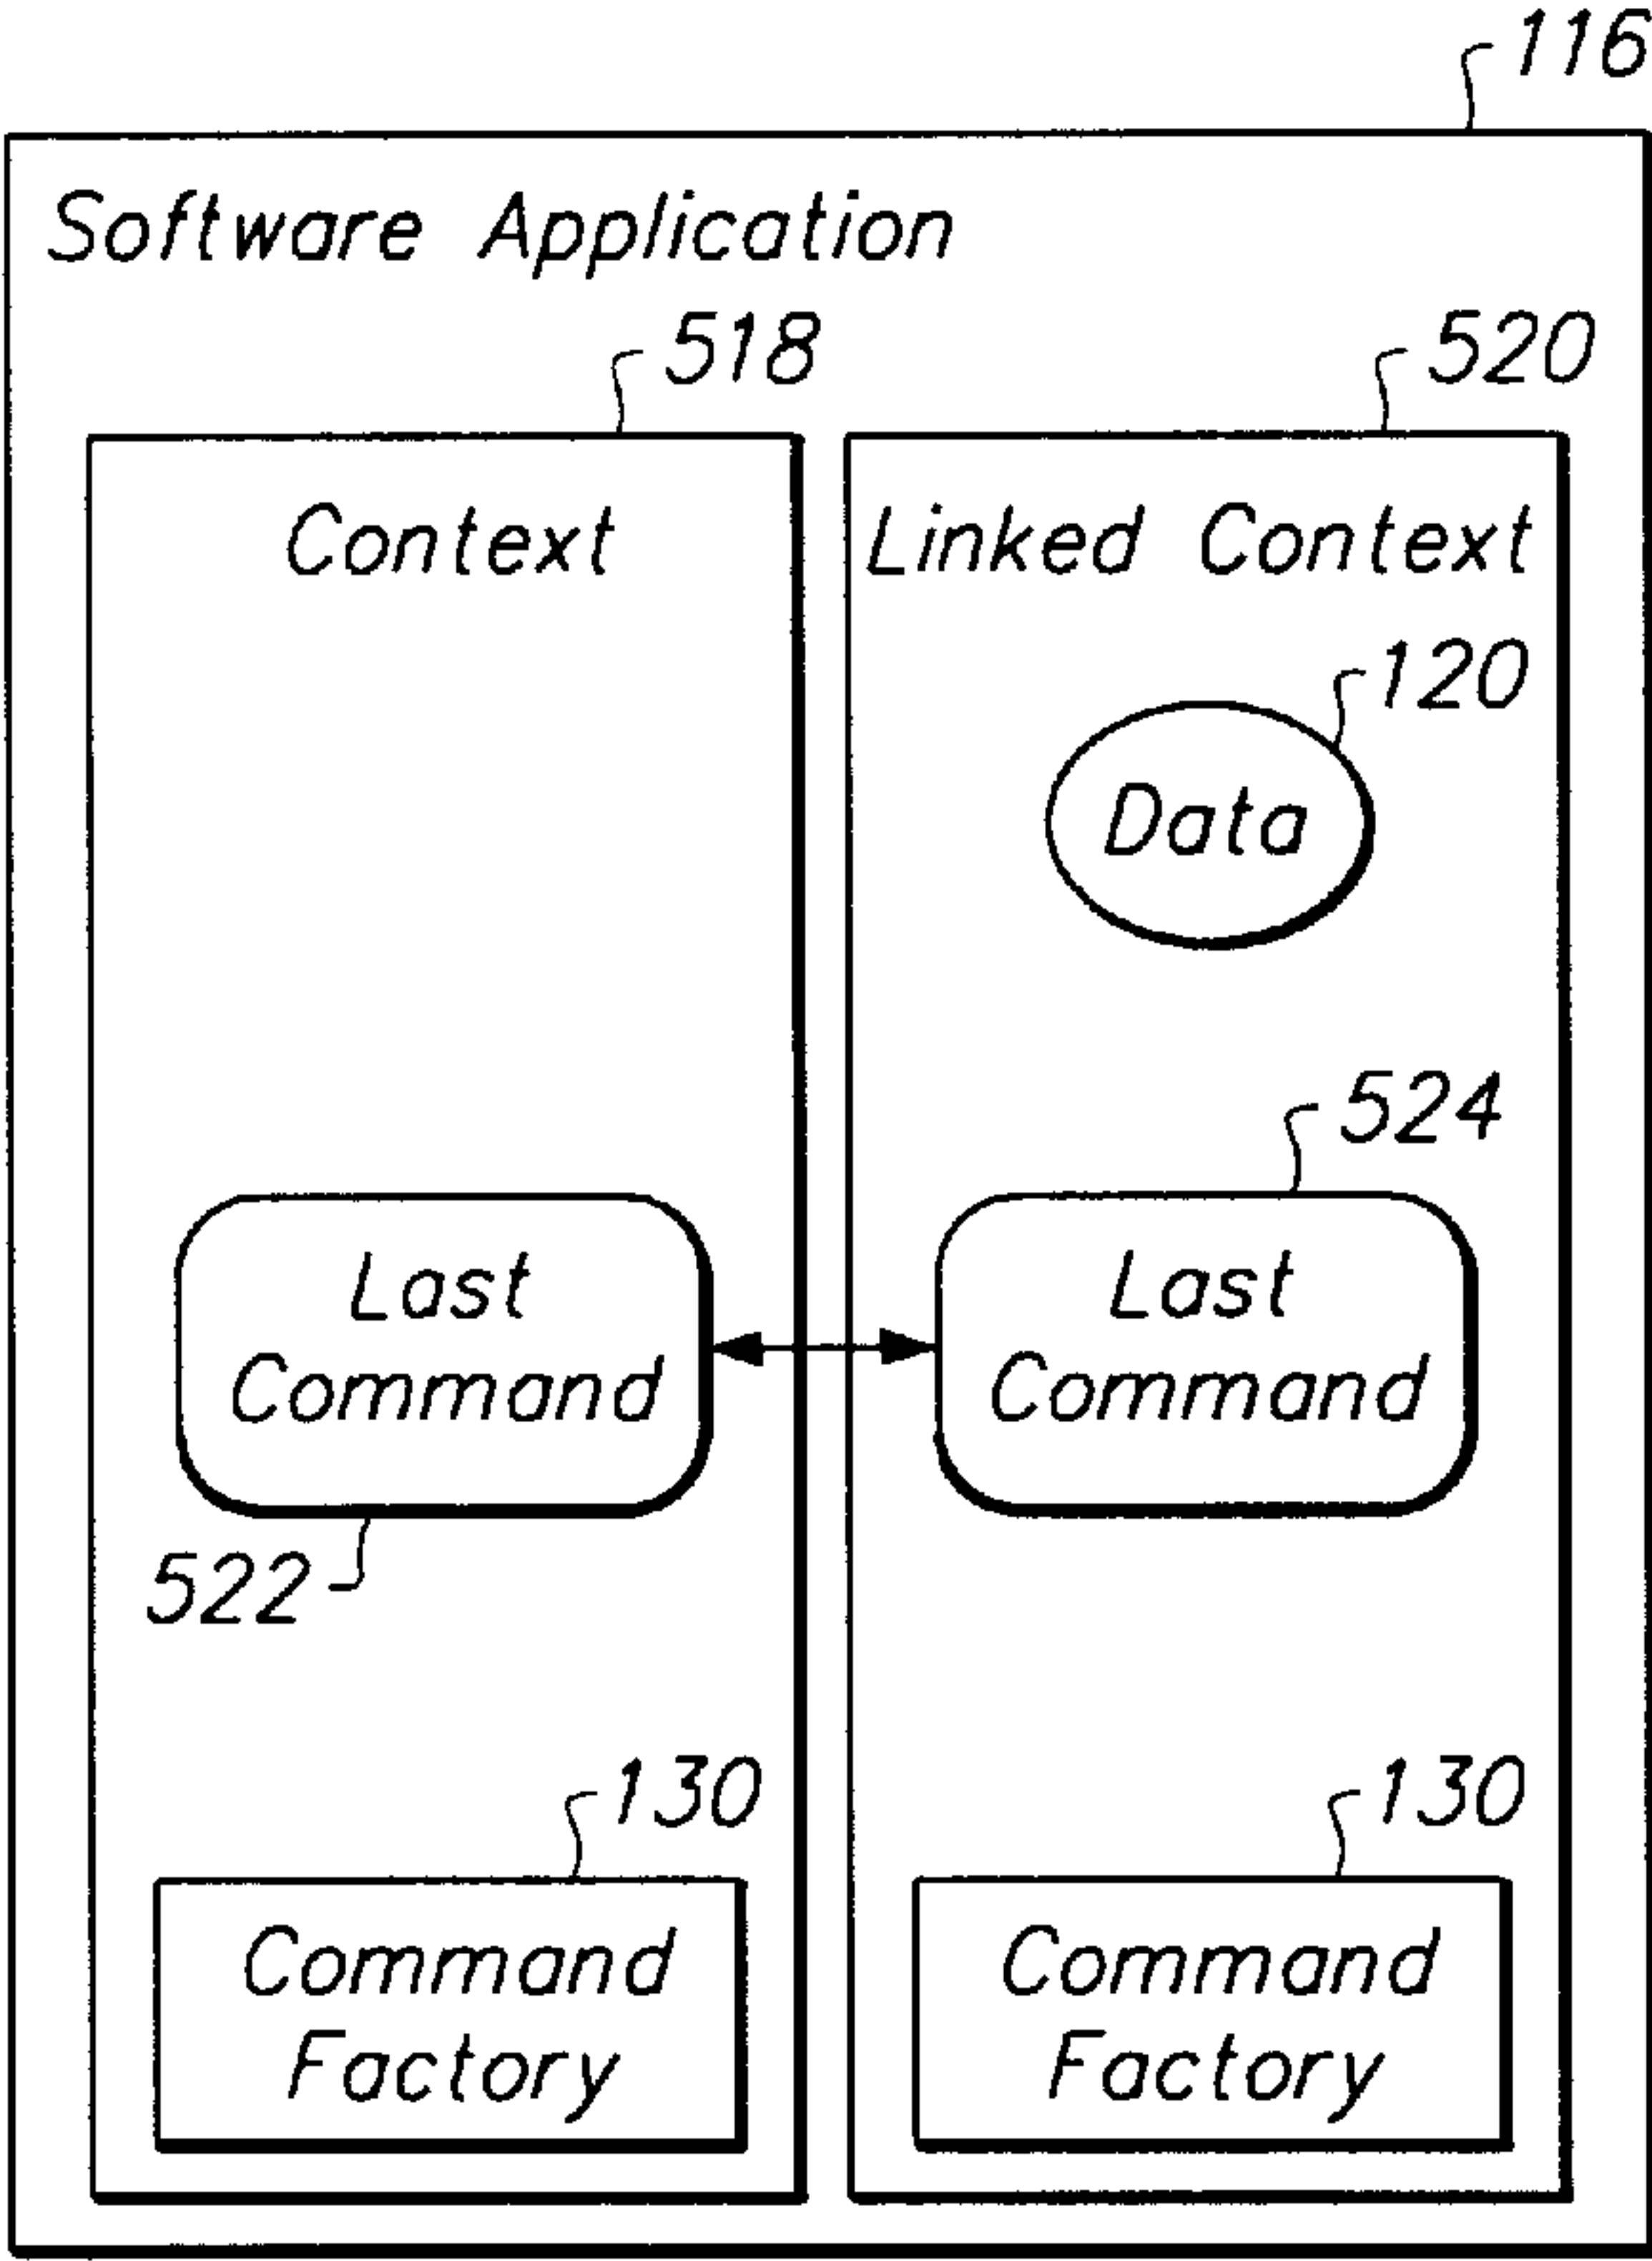 116
Software Application
518
520
Context
Linked Context
120
Data
524
Last
Command
Last
Command
522
130
130
Command
Factory
Command
Factory